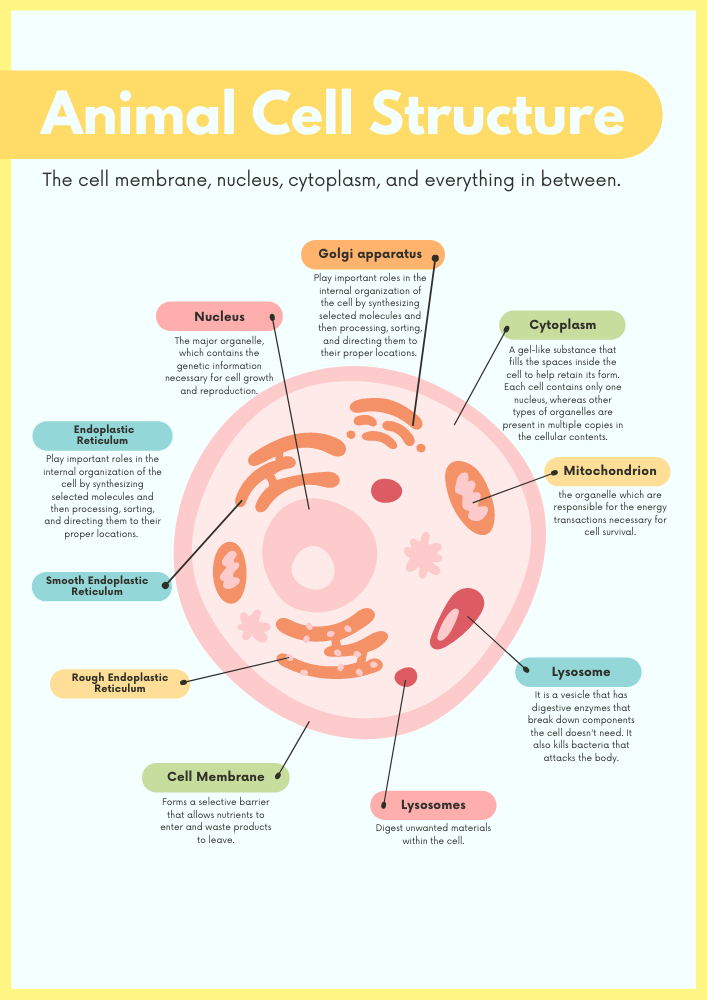 Animal Cell Structure
The cell membrane, nucleus, cytoplasm, and everything in between.
Golgi apparatus
Play important roles in the
internal organization of
the cell by synthesizing
selected molecules and
then processing, sorting,
and directing them to
their proper locations.
Nucleus
The major organelle,
which contains the
genetic information
necessary for cell growth
and reproduction.
Cytoplasm
A gel-like substance that
fills the spaces inside the
cell to help retain its form.
Each cell contains only one
nucleus, whereas other
types of organelles are
present in multiple copies in
the cellular contents.
Endoplastic
Reticulum
Play important roles in the
internal organization of the
cell by synthesizing
selected molecules and
then processing, sorting,
and directing them to their
proper locations.
Mitochondrion
the organelle which are
responsible for the energy
transactions necessary for
cell survival.
Smooth Endoplastic
Reticulum
Rough Endoplastic
Reticulum
Lysosome
It is a vesicle that has
digestive enzymes that
break down components
the cell doesn't need. It
also kills bacteria that
attacks the body.
Cell Membrane
Forms a selective barrier
that allows nutrients to
enter and waste products
to leave.
Lysosomes
Digest unwanted materials
within the cell.